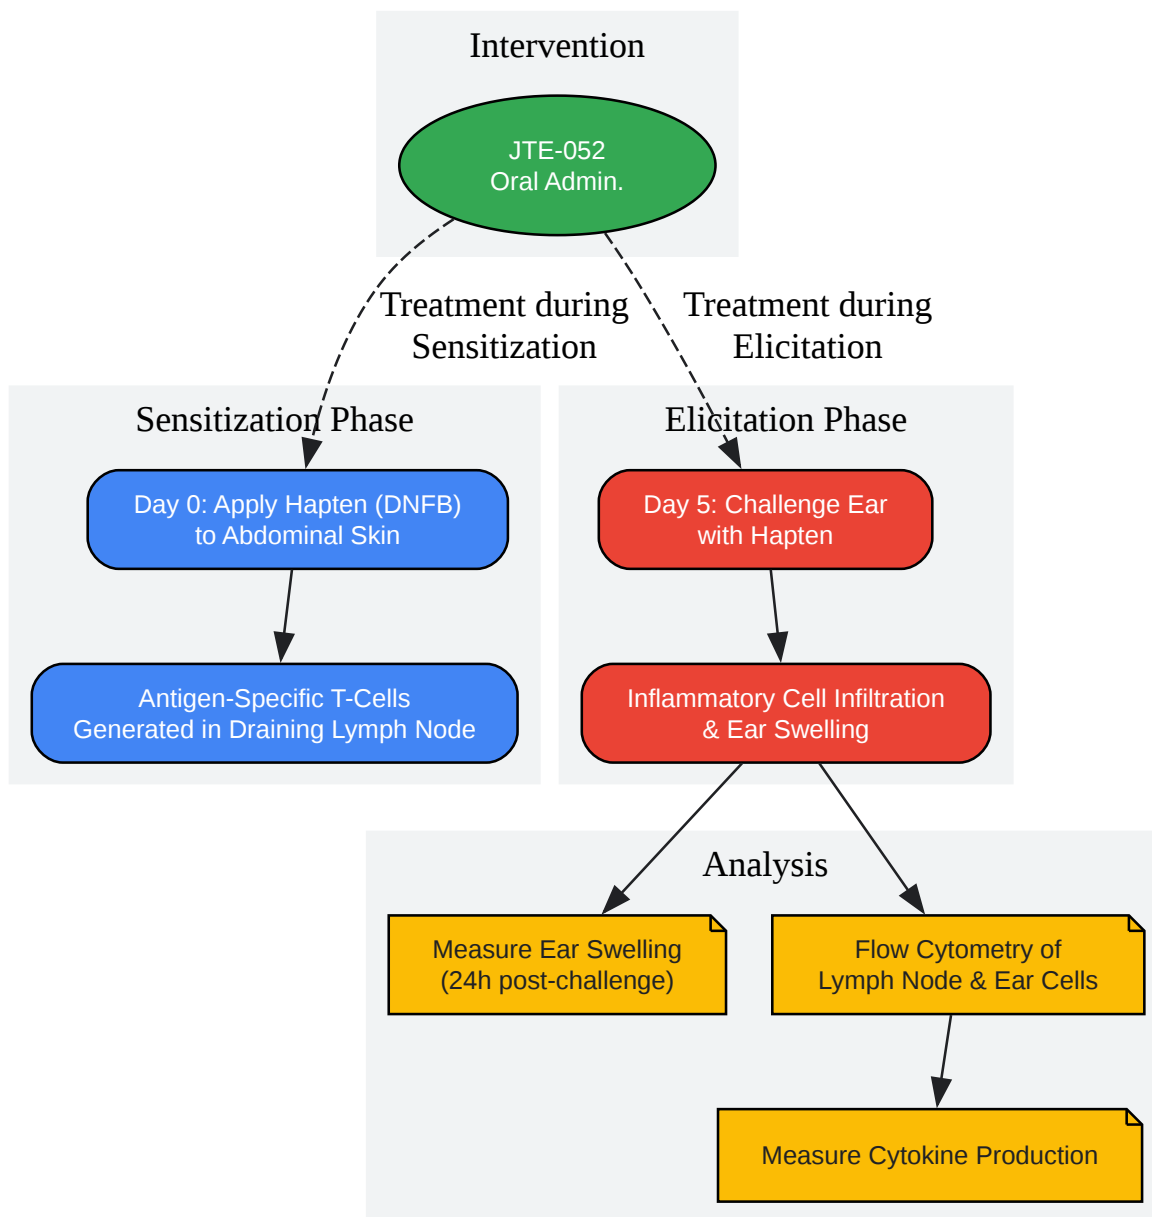 Intervention
JTE-052
Oral Admin.
Treatment during
Sensitization
Treatment during
Elicitation
Sensitization Phase
Day 0: Apply Hapten (DNFB)
to Abdominal Skin
Antigen-Specific T-Cells
Generated in Draining Lymph Node
Elicitation Phase
Day 5: Challenge Ear
with Hapten
Inflammatory Cell Infiltration
& Ear Swelling
Analysis
Measure Ear Swelling
(24h post-challenge)
Flow Cytometry of
Lymph Node & Ear Cells
Measure Cytokine Production